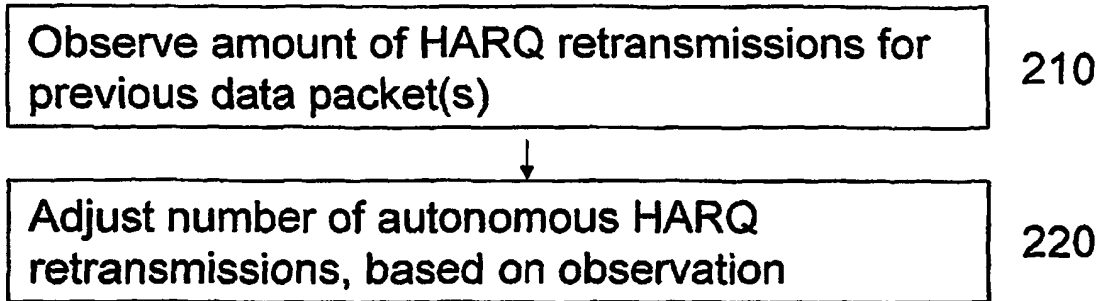 Observe amount of HARQ retransmissions for
previous data packet(s)
210
Adjust number of autonomous HARQ
retransmissions, based on observation
220